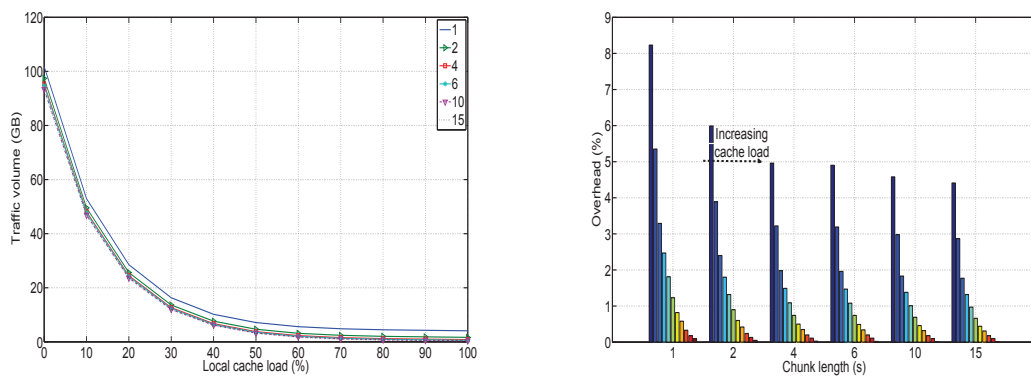 120
100
80
60
40
20
0
Traffic volume (GB)
0 10 20 30 40 50 60 70 80 90 100
Local cache load (%)
1
2
4
6
10
15
9
8
7
6
5
4
3
2
1
0
Overhead (%)
Increasing
cache load
1 2 4 6 10 15
Chunk length (s)